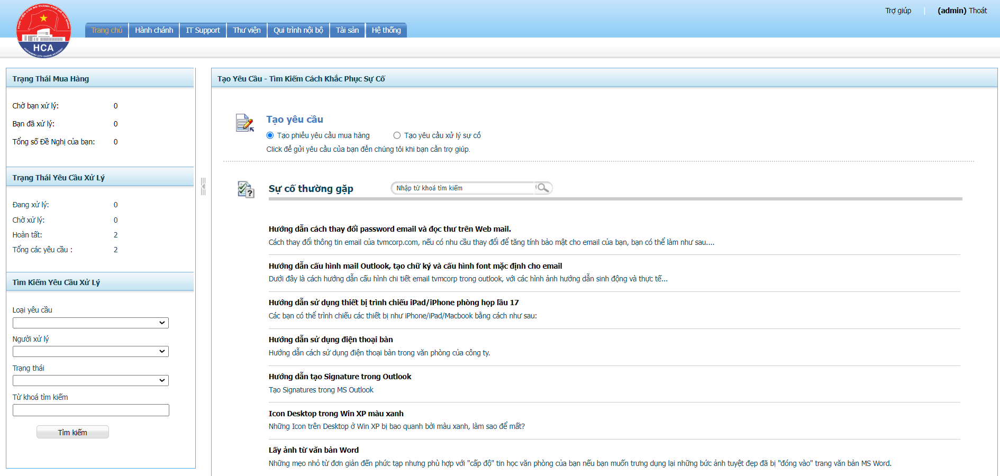 Trợ giúp | (admin) Thoát
HỌC VIỆN CÁN BỘ THÀNH PHỐ HỒ CHÍ MINH
HCA
HOCHIMINH CITY CADRE ACADEMY
Trang chủ Hành chánh IT Support Thư viện Qui trình nội bộ Tài sản Hệ thống
Trạng Thái Mua Hàng
Chờ bạn xử lý: 0
Bạn đã xử lý: 0
Tổng số Đề Nghị của bạn: 0
Trạng Thái Yêu Cầu Xử Lý
Đang xử lý: 0
Chờ xử lý: 0
Hoàn tất: 2
Tổng các yêu cầu : 2
Tìm Kiếm Yêu Cầu Xử Lý
Loại yêu cầu
Người xử lý
Trạng thái
Từ khoá tìm kiếm
Tìm kiếm
Tạo Yêu Cầu - Tìm Kiếm Cách Khắc Phục Sự Cố
Tạo yêu cầu
Tạo phiếu yêu cầu mua hàng Tạo yêu cầu xử lý sự cố
Click để gửi yêu cầu của bạn đến chúng tôi khi bạn cần trợ giúp.
Sự cố thường gặp Nhập từ khoá tìm kiếm
Hướng dẫn cách thay đổi password email và đọc thư trên Web mail.
Cách thay đổi thông tin email của tvmcorp.com, nếu có nhu cầu thay đổi để tăng tính bảo mật cho email của bạn, bạn có thể làm như sau....
Hướng dẫn cấu hình mail Outlook, tạo chữ ký và cấu hình font mặc định cho email
Dưới đây là cách hướng dẫn cấu hình chi tiết email tvmcorp trong outlook, với các hình ảnh hướng dẫn sinh động và thực tế...
Hướng dẫn sử dụng thiết bị trình chiếu iPad/iPhone phòng họp lầu 17
Các bạn có thể trình chiếu các thiết bị như iPhone/iPad/Macbook bằng cách như sau:
Hướng dẫn sử dụng điện thoại bàn
Hướng dẫn cách sử dụng điện thoại bàn trong văn phòng của công ty.
Hướng dẫn tạo Signature trong Outlook
Tạo Signatures trong MS Outlook
Icon Desktop trong Win XP màu xanh
Những Icon trên Desktop ở Win XP bị bao quanh bởi màu xanh, làm sao để mất?
Lấy ảnh từ văn bản Word
Những mẹo nhỏ từ đơn giản đến phức tạp nhưng phù hợp với "cấp độ" tin học văn phòng của bạn nếu bạn muốn trưng dụng lại những bức ảnh tuyệt đẹp đã bị "đóng vào" trang văn bản MS Word.